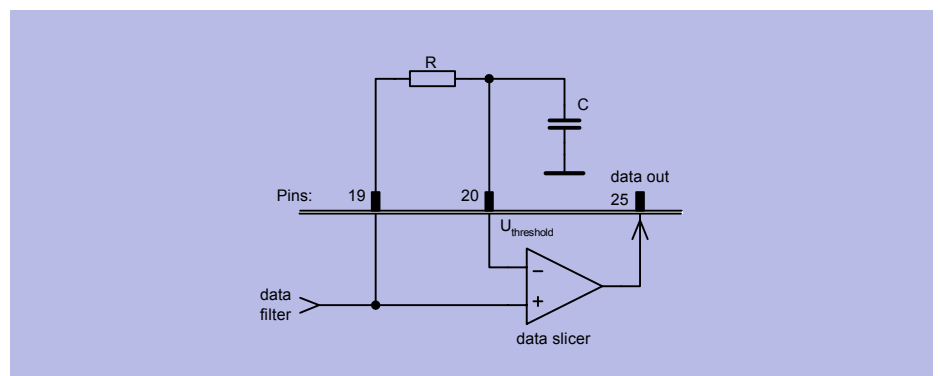 R
C
data out
Pins: 19 20 25
Uthreshold
−
+
data
filter
data slicer